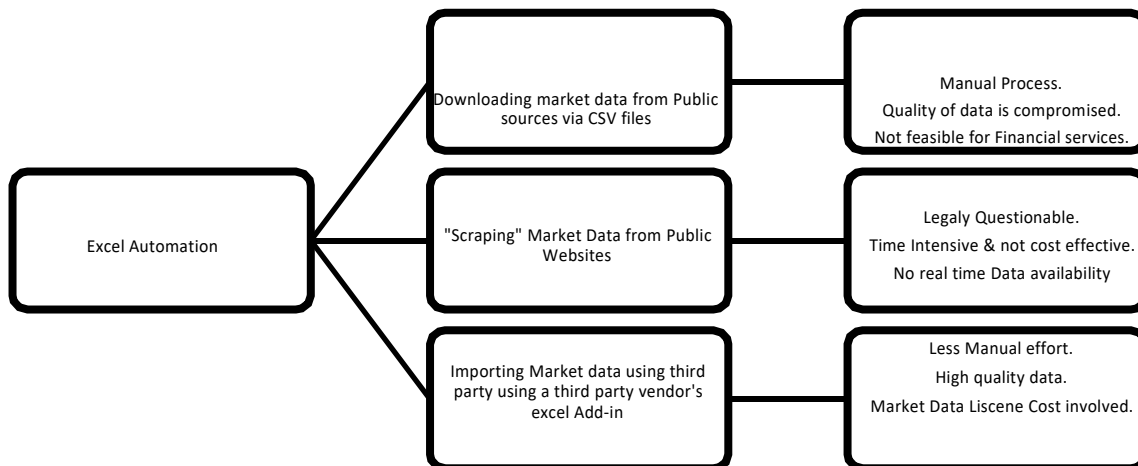 Downloading market data from Public
sources via CSV files
Manual Process.
Quality of data is compromised.
Not feasible for Financial services.
Excel Automation
"Scraping" Market Data from Public
Websites
Legaly Questionable.
Time Intensive & not cost effective.
No real time Data availability
Importing Market data using third
party using a third party vendor's
excel Add-in
Less Manual effort.
High quality data.
Market Data Liscene Cost involved.